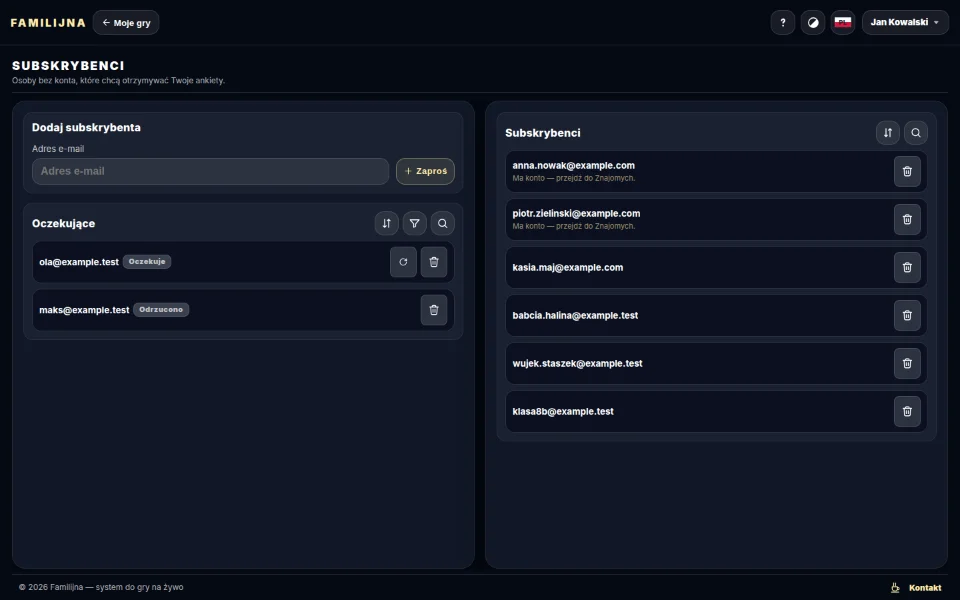 FAMILIJNA
← Moje gry
?
Jan Kowalski
SUBSKRYBENCI
Osoby bez konta, które chcą otrzymywać Twoje ankiety.
Dodaj subskrybenta
Adres e-mail
Adres e-mail
+ Zaproś
Oczekujące
ola@example.test Oczekuje
maks@example.test Odrzucono
Subskrybenci
anna.nowak@example.com
Ma konto — przejdź do Znajomych.
piotr.zielinski@example.com
Ma konto — przejdź do Znajomych.
kasia.maj@example.com
babcia.halina@example.test
wujek.staszek@example.test
klasa8b@example.test
© 2026 Familijna — system do gry na żywo
Kontakt